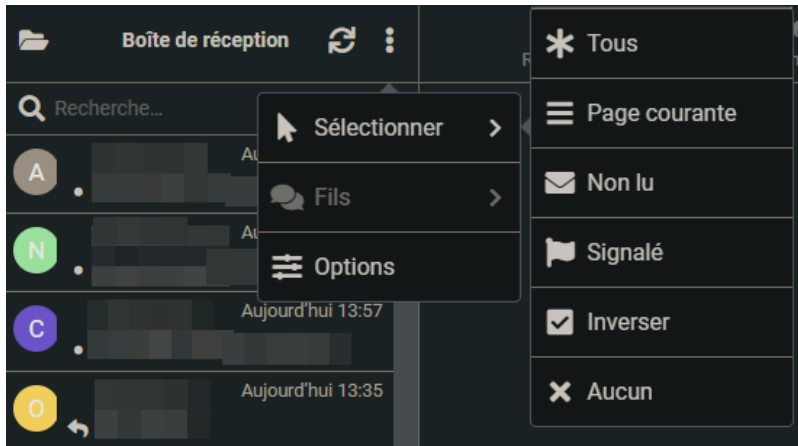 Boîte de réception
Recherche...
A
N
C
Aujourd'hui 13:57
O
Aujourd'hui 13:35
Sélectionner
Fils
Options
Tous
Page courante
Non lu
Signalé
Inverser
Aucun